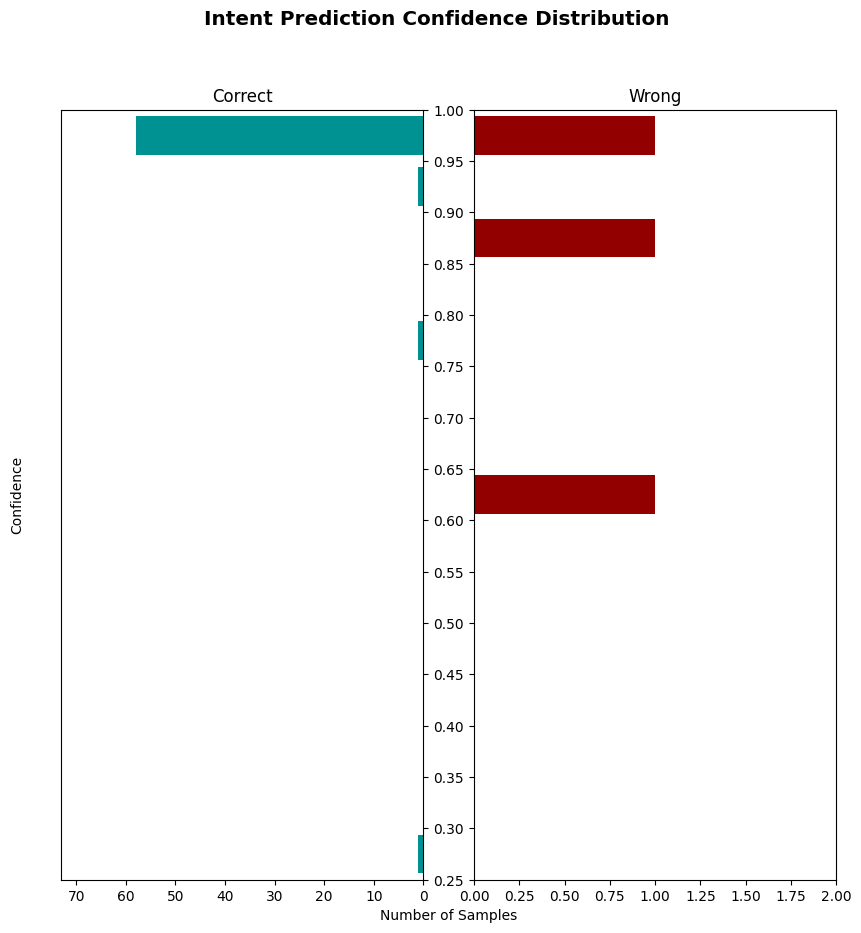 Intent Prediction Confidence Distribution
Correct
Wrong
1.00
0.95
0.90
0.85
0.80
0.75
0.70
0.65
0.60
0.55
0.50
0.45
0.40
0.35
0.30
0.25
Confidence
70 60 50 40 30 20 10 0
0.00 0.25 0.50 0.75 1.00 1.25 1.50 1.75 2.00
Number of Samples